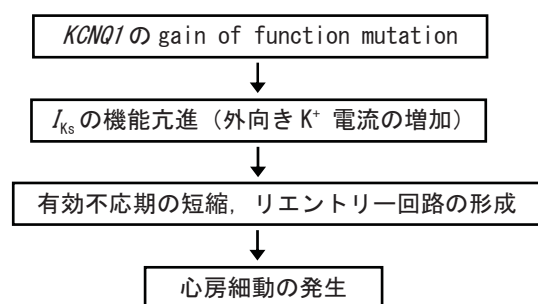 KCNQ1の gain of function mutation
IKsの機能亢進（外向きK⁺ 電流の増加）
有効不応期の短縮，リエントリー回路の形成
心房細動の発生